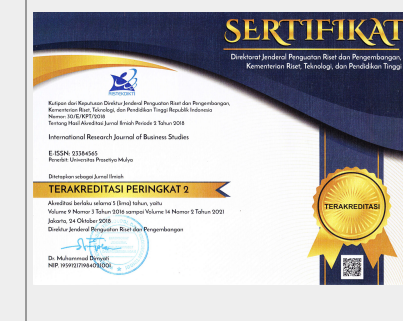 SERTIFIKAT
Direktorat Jenderal Penguatan Riset dan Pengembangan,
Kementerian Riset, Teknologi, dan Pendidikan Tinggi
RISTEKDIKTI
Kutipan dari Keputusan Direktur Jenderal Penguatan Riset dan Pengembangan,
Kementerian Riset, Teknologi, dan Pendidikan Tinggi Republik Indonesia
Nomor: 30/E/KPT/2018
Tentang Hasil Akreditasi Jurnal Ilmiah Periode 2 Tahun 2018
International Research Journal of Business Studies
E-ISSN: 23384565
Penerbit: Universitas Prasetiya Mulya
Ditetapkan sebagai Jurnal Ilmiah
TERAKREDITASI PERINGKAT 2
Akreditasi berlaku selama 5 (lima) tahun, yaitu
Volume 9 Nomor 3 Tahun 2016 sampai Volume 14 Nomor 2 Tahun 2021
Jakarta, 24 Oktober 2018
Direktur Jenderal Penguatan Riset dan Pengembangan
Dr. Muhammad Dimyati
NIP. 195912171984021001
TERAKREDITASI